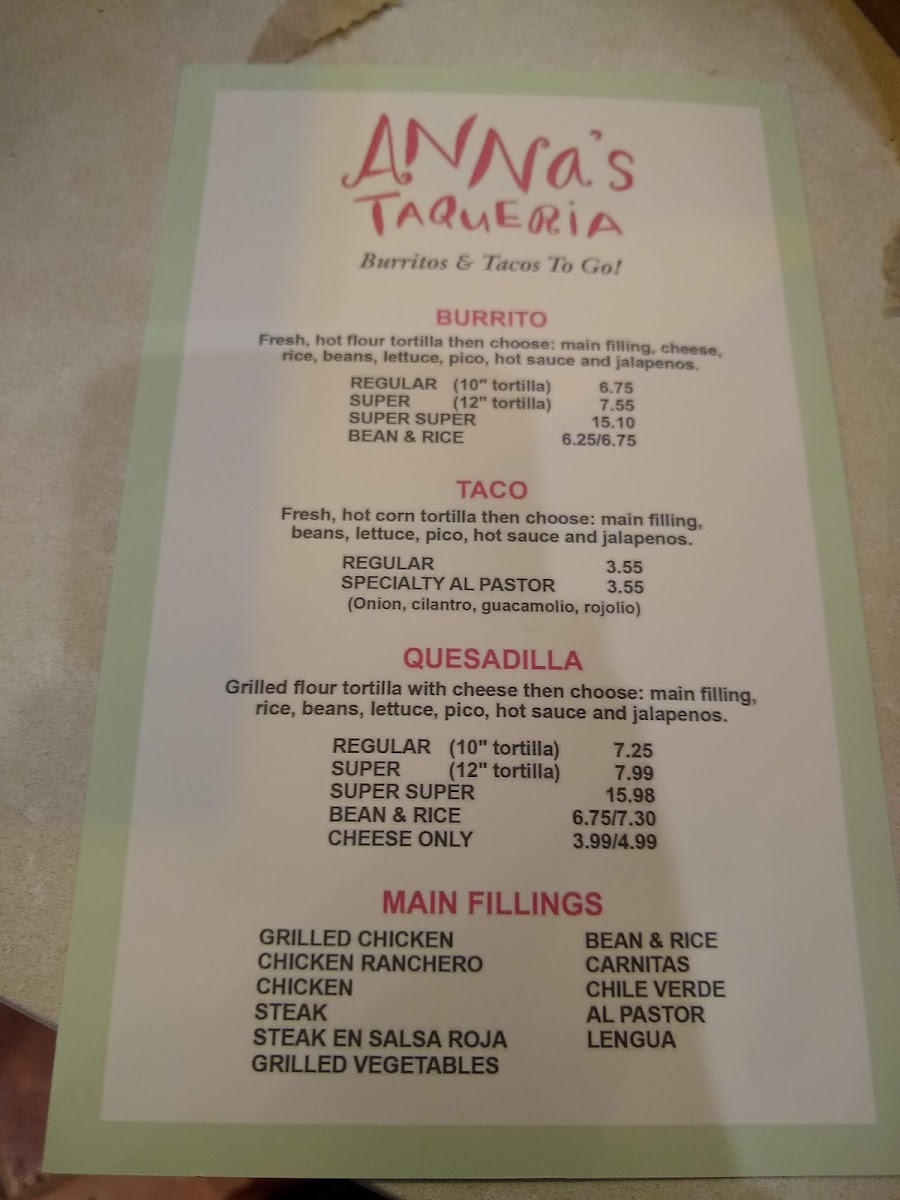 ANNa's
TAQUERIA
Burritos & Tacos To Go!
BURRITO
Fresh, hot flour tortilla then choose: main filling, cheese,
rice, beans, lettuce, pico, hot sauce and jalapenos.
REGULAR (10" tortilla) 6.75
SUPER (12" tortilla) 7.55
SUPER SUPER 15.10
BEAN & RICE 6.25/6.75
TACO
Fresh, hot corn tortilla then choose: main filling,
beans, lettuce, pico, hot sauce and jalapenos.
REGULAR 3.55
SPECIALTY AL PASTOR 3.55
(Onion, cilantro, guacamolio, rojolio)
QUESADILLA
Grilled flour tortilla with cheese then choose: main filling,
rice, beans, lettuce, pico, hot sauce and jalapenos.
REGULAR (10" tortilla) 7.25
SUPER (12" tortilla) 7.99
SUPER SUPER 15.98
BEAN & RICE 6.75/7.30
CHEESE ONLY 3.99/4.99
MAIN FILLINGS
GRILLED CHICKEN
CHICKEN RANCHERO
CHICKEN
STEAK
STEAK EN SALSA ROJA
GRILLED VEGETABLES
BEAN & RICE
CARNITAS
CHILE VERDE
AL PASTOR
LENGUA